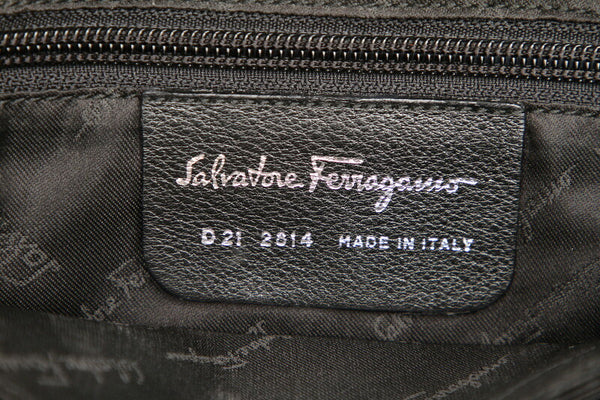 Salvatore Ferragamo
D21 2814 MADE IN ITALY